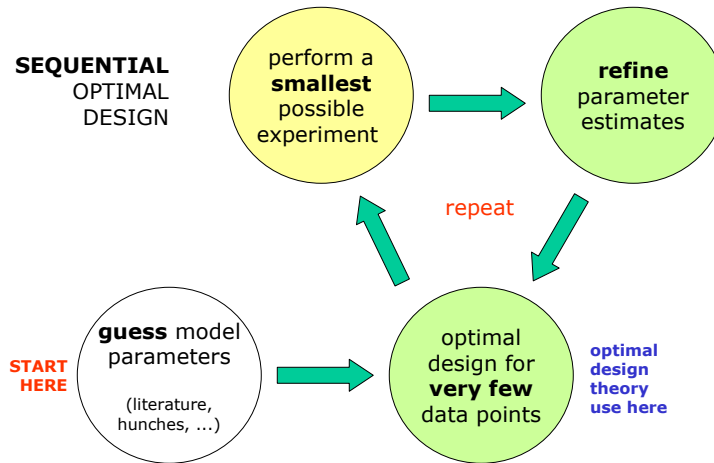 SEQUENTIAL
OPTIMAL
DESIGN
perform a
smallest
possible
experiment
refine
parameter
estimates
repeat
START
HERE
guess model
parameters
(literature,
hunches, ...)
optimal
design for
very few
data points
optimal
design
theory
use here